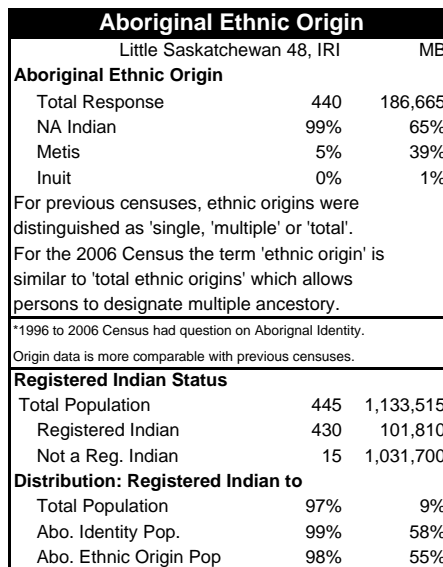 Aboriginal Ethnic Origin
Little Saskatchewan 48, IRI MB
Aboriginal Ethnic Origin
Total Response 440 186,665
NA Indian 99% 65%
Metis 5% 39%
Inuit 0% 1%
For previous censuses, ethnic origins were
distinguished as 'single, 'multiple' or 'total'.
For the 2006 Census the term 'ethnic origin' is
similar to 'total ethnic origins' which allows
persons to designate multiple ancestory.
*1996 to 2006 Census had question on Aborignal Identity.
Origin data is more comparable with previous censuses.
Registered Indian Status
Total Population 445 1,133,515
Registered Indian 430 101,810
Not a Reg. Indian 15 1,031,700
Distribution: Registered Indian to
Total Population 97% 9%
Abo. Identity Pop. 99% 58%
Abo. Ethnic Origin Pop 98% 55%